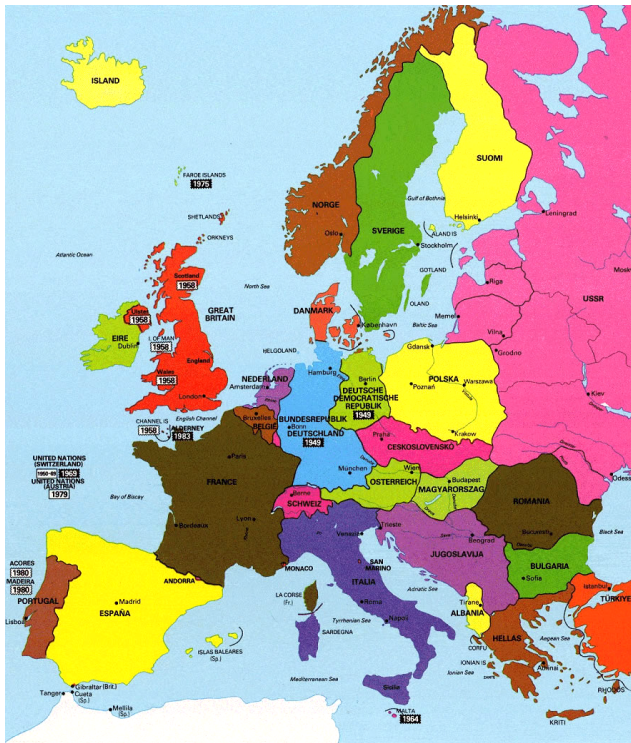 ISLAND
FAROE ISLANDS
1975
SHETLANDS
ORKNEYS
Atlantic Ocean
North Sea
Scotland
1958
GREAT
BRITAIN
Ulster
1958
EIRE
Dublin
I. OF MAN
1958
England
Wales
1958
London
English Channel
CHANNEL IS
1958
ALDERNEY
1983
NORGE
Oslo
SVERIGE
Stockholm
Gulf of Bothnia
SUOMI
Helsinki
ÅLAND IS
GOTLAND
OLAND
Baltic Sea
Leningrad
Riga
USSR
Mosk
Memel
Vilna
Grodno
Kiev
Odess
DANMARK
København
HELGOLAND
NEDERLAND
Amsterdam
Bruxelles
BELGIE
Hamburg
BUNDESREPUBLIK
Bonn
DEUTSCHLAND
1949
München
Berlin
DEUTSCHE
DEMOCRATISCHE
REPUBLIK
1949
Gdansk
POLSKA
Poznan
Warszawa
Krakow
Praha
CESKOSLOVENSKO
Danube
Wien
OSTERREICH
Budapest
MAGYARORSZAG
UNITED NATIONS
(SWITZERLAND)
1969
UNITED NATIONS
(AUSTRIA)
1979
Bay of Biscay
Paris
FRANCE
Bordeaux
Lyon
Berne
SCHWEIZ
ROMANIA
Bucuresti
Black Sea
Venezia
Trieste
Beograd
JUGOSLAVIJA
BULGARIA
Sofia
MONACO
SAN
MARINO
ITALIA
Roma
Napoli
Adriatic Sea
Tyrrhenian Sea
LA CORSE
(Fr.)
SARDEGNA
Sicilia
Mediterranean Sea
MALTA
1964
ANDORRA
ACORES
1980
MADEIRA
1980
PORTUGAL
Lisboa
Madrid
ESPAÑA
ISLAS BALEARES
(Sp.)
Gibraltar (Brit.)
Tanger
Cueta
(Sp.)
Melilla
(Sp.)
Tirana
ALBANIA
CORFU
IONIAN IS
Ionian Sea
HELLAS
Athinai
Aegean Sea
Istanbul
TÜRKIYE
RHODOS
KRITI